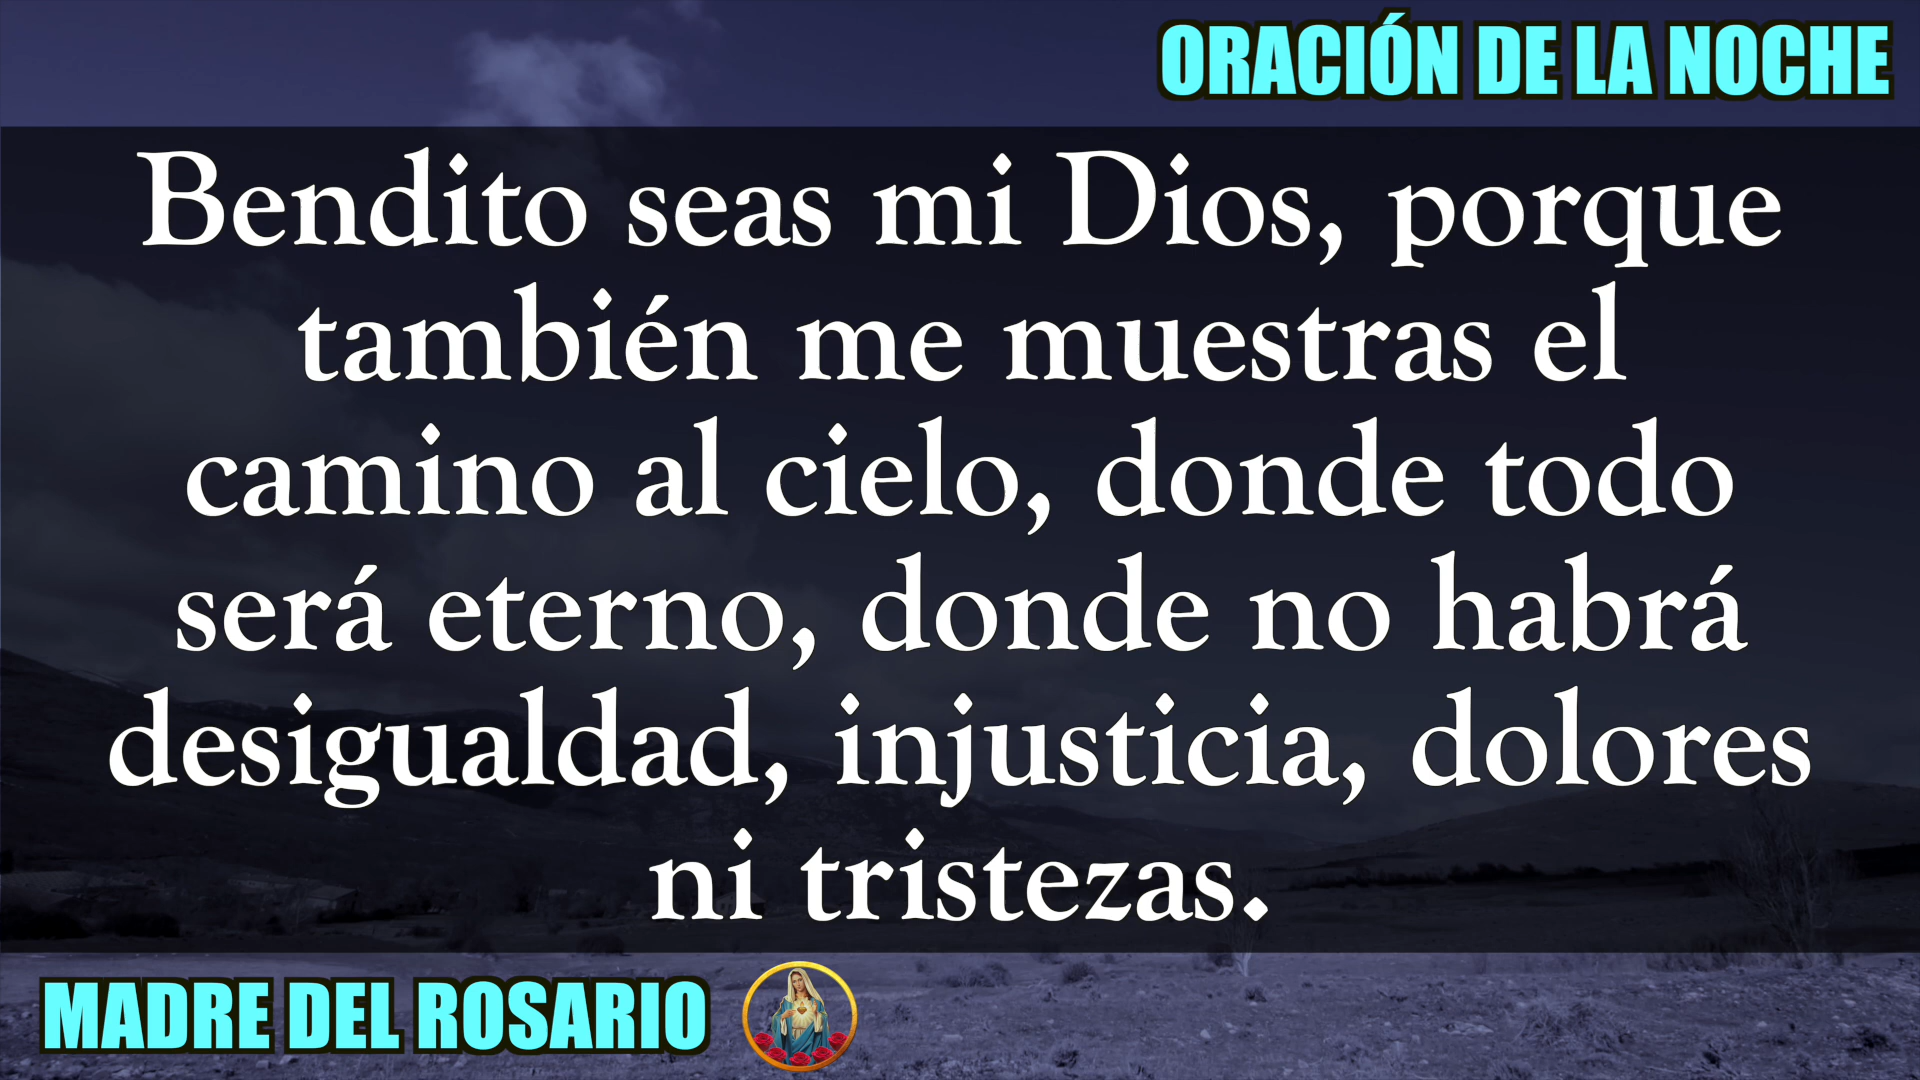 ORACIÓN DE LA NOCHE
Bendito seas mi Dios, porque
también me muestras el
camino al cielo, donde todo
será eterno, donde no habrá
desigualdad, injusticia, dolores
ni tristezas.
MADRE DEL ROSARIO